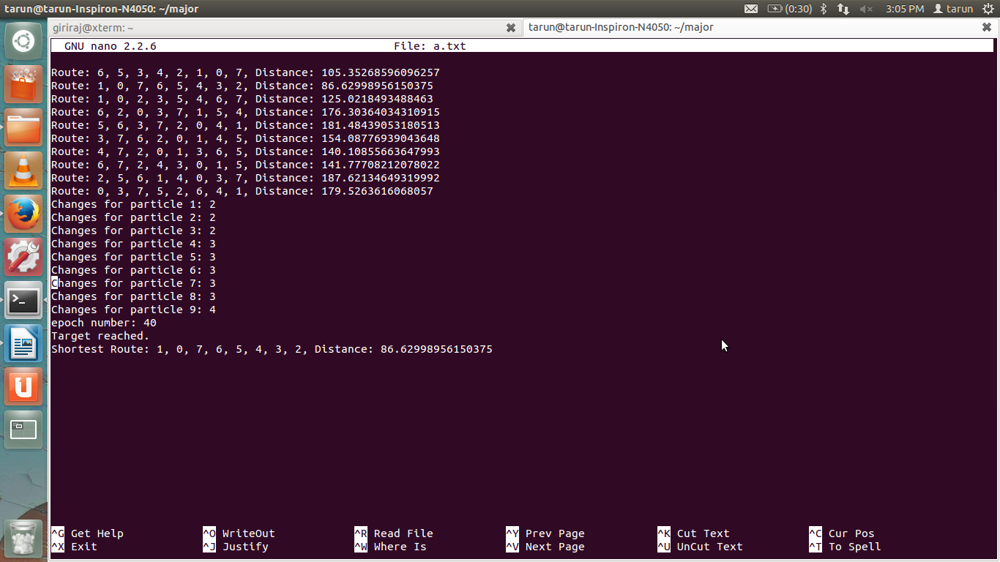 tarun@tarun-Inspiron-N4050: ~/major
(0:30) 3:05 PM tarun
giriraj@xterm: ~
tarun@tarun-Inspiron-N4050: ~/major
GNU nano 2.2.6 File: a.txt
Route: 6, 5, 3, 4, 2, 1, 0, 7, Distance: 105.35268596096257
Route: 1, 0, 7, 6, 5, 4, 3, 2, Distance: 86.62998956150375
Route: 1, 0, 2, 3, 5, 4, 6, 7, Distance: 125.0218493488463
Route: 6, 2, 0, 3, 7, 1, 5, 4, Distance: 176.30364034310915
Route: 5, 6, 3, 7, 2, 0, 4, 1, Distance: 181.48439053180513
Route: 3, 7, 6, 2, 0, 1, 4, 5, Distance: 154.08776939043648
Route: 4, 7, 2, 0, 1, 3, 6, 5, Distance: 140.10855663647993
Route: 6, 7, 2, 4, 3, 0, 1, 5, Distance: 141.77708212078022
Route: 2, 5, 6, 1, 4, 0, 3, 7, Distance: 187.62134649319992
Route: 0, 3, 7, 5, 2, 6, 4, 1, Distance: 179.5263616068057
Changes for particle 1: 2
Changes for particle 2: 2
Changes for particle 3: 2
Changes for particle 4: 3
Changes for particle 5: 3
Changes for particle 6: 3
Changes for particle 7: 3
Changes for particle 8: 3
Changes for particle 9: 4
epoch number: 40
Target reached.
Shortest Route: 1, 0, 7, 6, 5, 4, 3, 2, Distance: 86.62998956150375
^G Get Help ^O WriteOut ^R Read File ^Y Prev Page ^K Cut Text ^C Cur Pos
^X Exit ^J Justify ^W Where Is ^V Next Page ^U UnCut Text ^T To Spell